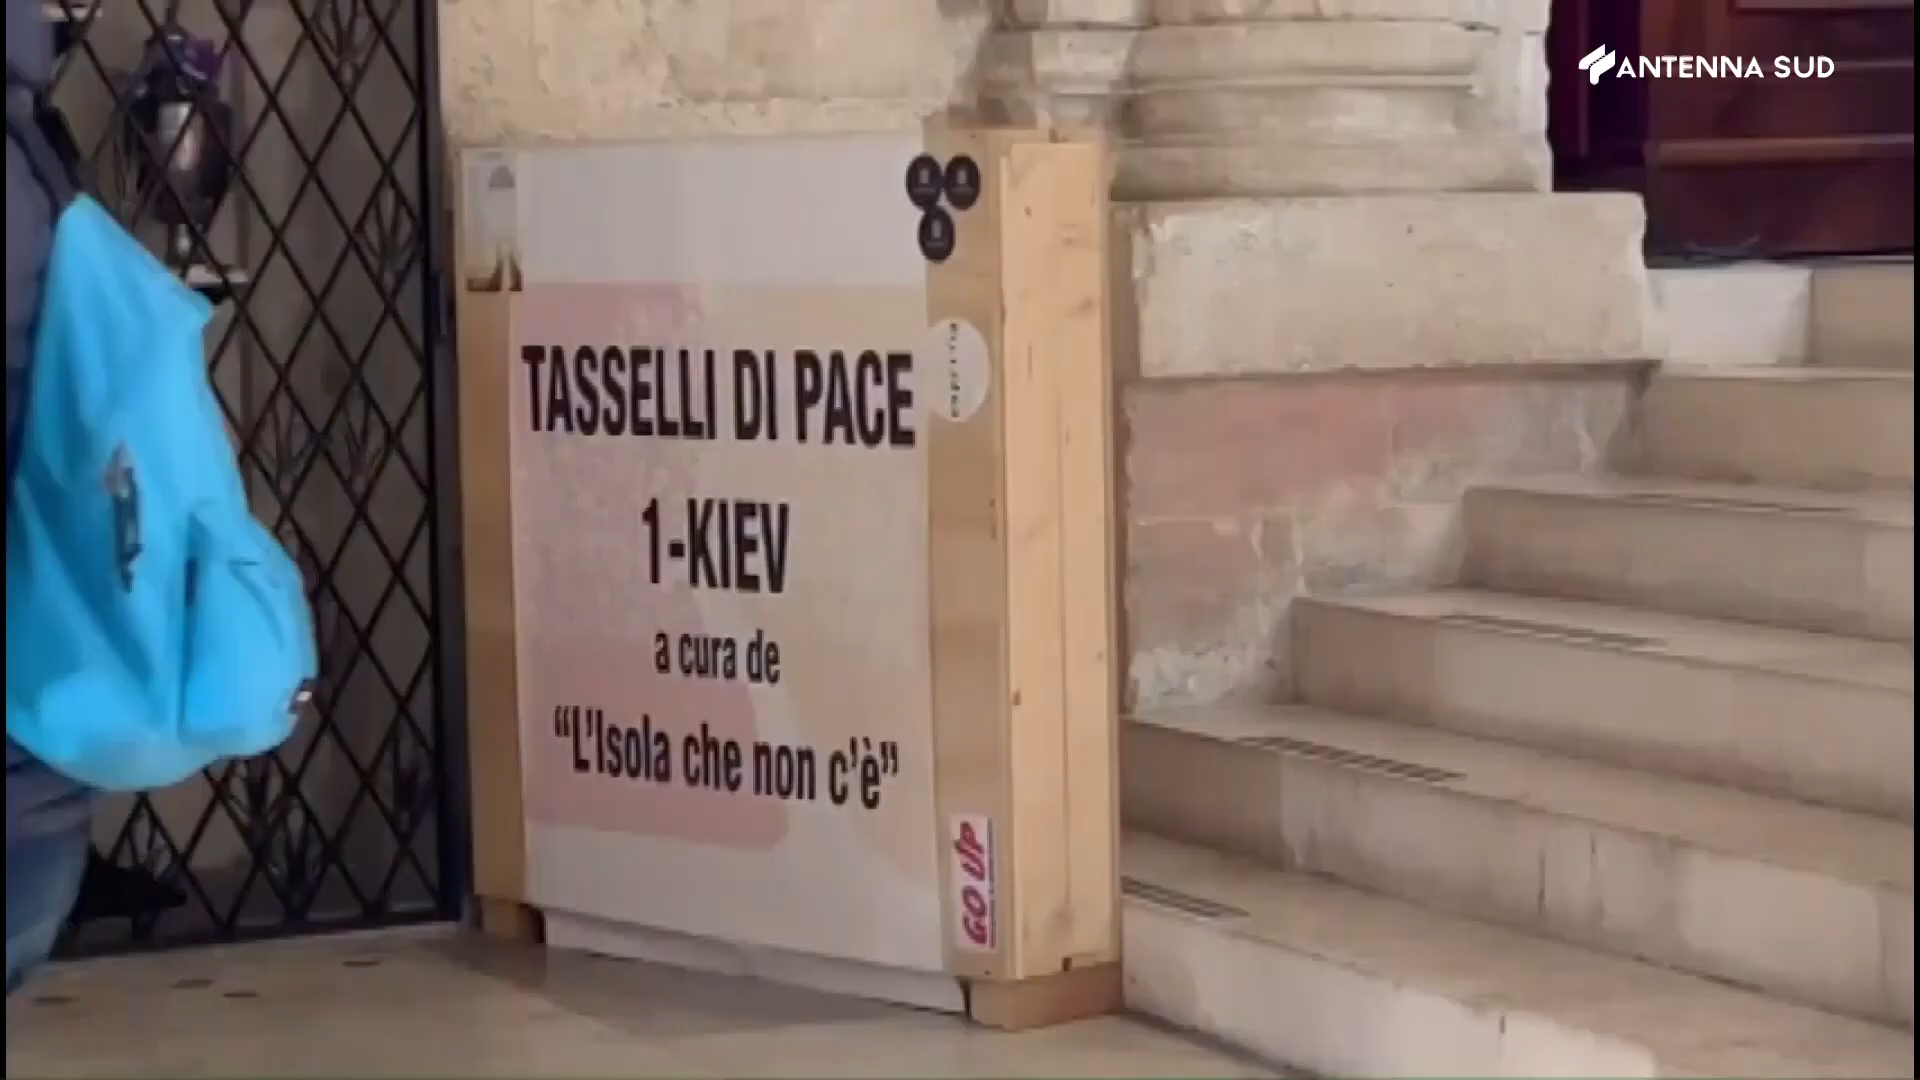 ANTENNA SUD
TASSELLI DI PACE
1-KIEV
a cura de
“L’Isola che non c’è”
GO UP